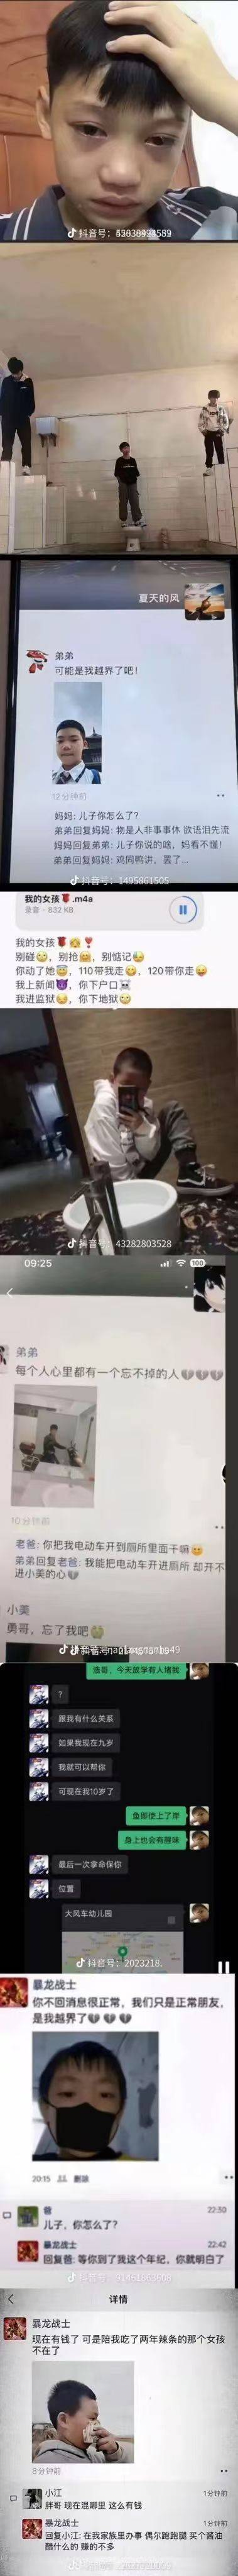 抖音号:
夏天的风
弟弟
可能是我越界了吧!
12分钟前
妈妈: 儿子你怎么了?
弟弟回复妈妈: 物是人非事事休 欲语泪先流
妈妈回复弟弟: 儿子你说的啥, 妈看不懂!
弟弟回复妈妈: 鸡同鸭讲, 罢了...
抖音号: 1495861505
我的女孩🌹.m4a
录音 - 832 KB
我的女孩
别碰, 别抢, 别惦记
你动了她, 110带我走, 120带你走
我上新闻, 你下户口
我进监狱, 你下地狱
抖音号: 43282803528
09:25
100
弟弟
每个人心里都有一个忘不掉的人💔💔💔
10分钟前
老爸: 你把我电动车开到厕所里面干嘛
弟弟回复老爸: 我能把电动车开进厕所 却开不
进小芙的心💔
小芙
勇哥, 忘了我吧
浩哥, 今天放学有人堵我
?
跟我有什么关系
如果我现在九岁
我就可以帮你
可现在我10岁了
鱼即使上了岸
身上也会有腥味
最后一次拿命保你
位置
大风车幼儿园
抖音号: 2023218.
暴龙战士
你不回消息很正常, 我们只是正常朋友,
是我越界了💔💔💔
20:15
删除
爸
22:30
儿子, 你怎么了?
暴龙战士
22:42
回复爸: 等你到了我这个年纪, 你就明白了
详情
暴龙战士
现在有钱了 可是陪我吃了两年辣条的那个女孩
不在了
8分钟前
小江
1分钟前
胖哥 现在混哪里 这么有钱
暴龙战士
1分钟前
回复小江: 在我家族里办事 偶尔跑跑腿 买个酱油
醋什么的 赚的不多